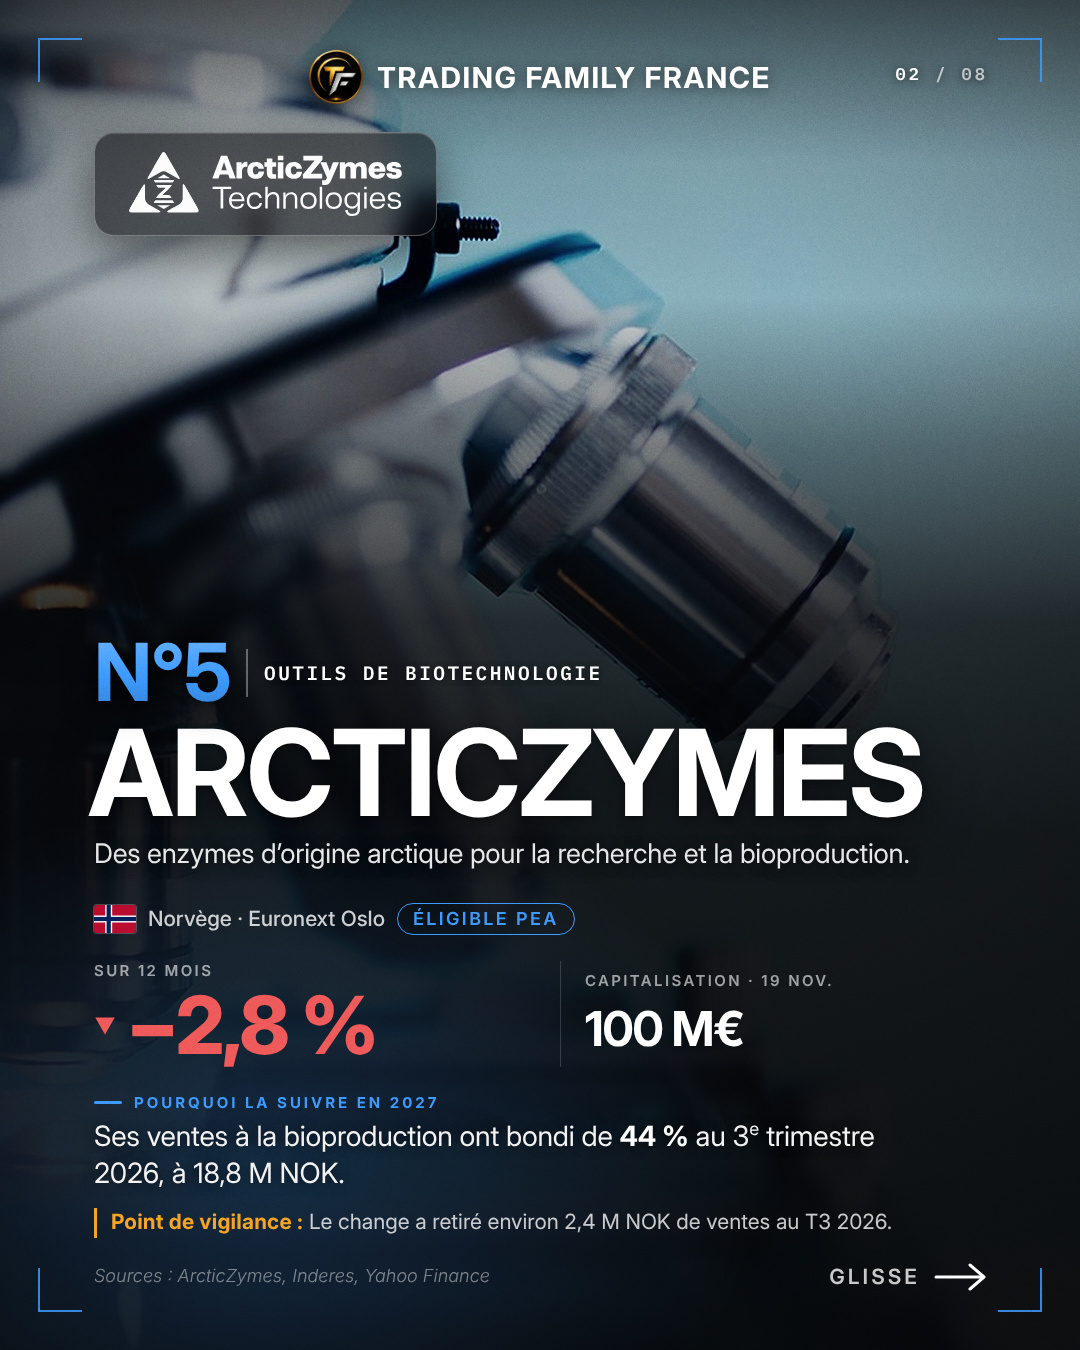 TF TRADING FAMILY FRANCE
02 / 08
Z
ArcticZymes
Technologies
N°5
OUTILS DE BIOTECHNOLOGIE
ARCTICZYMES
Des enzymes d’origine arctique pour la recherche et la bioproduction.
Norvège · Euronext Oslo
ÉLIGIBLE PEA
SUR 12 MOIS
▼ –2,8 %
CAPITALISATION · 19 NOV.
100 M€
POURQUOI LA SUIVRE EN 2027
Ses ventes à la bioproduction ont bondi de 44 % au 3e trimestre
2026, à 18,8 M NOK.
Point de vigilance : Le change a retiré environ 2,4 M NOK de ventes au T3 2026.
Sources : ArcticZymes, Inderes, Yahoo Finance
GLISSE →